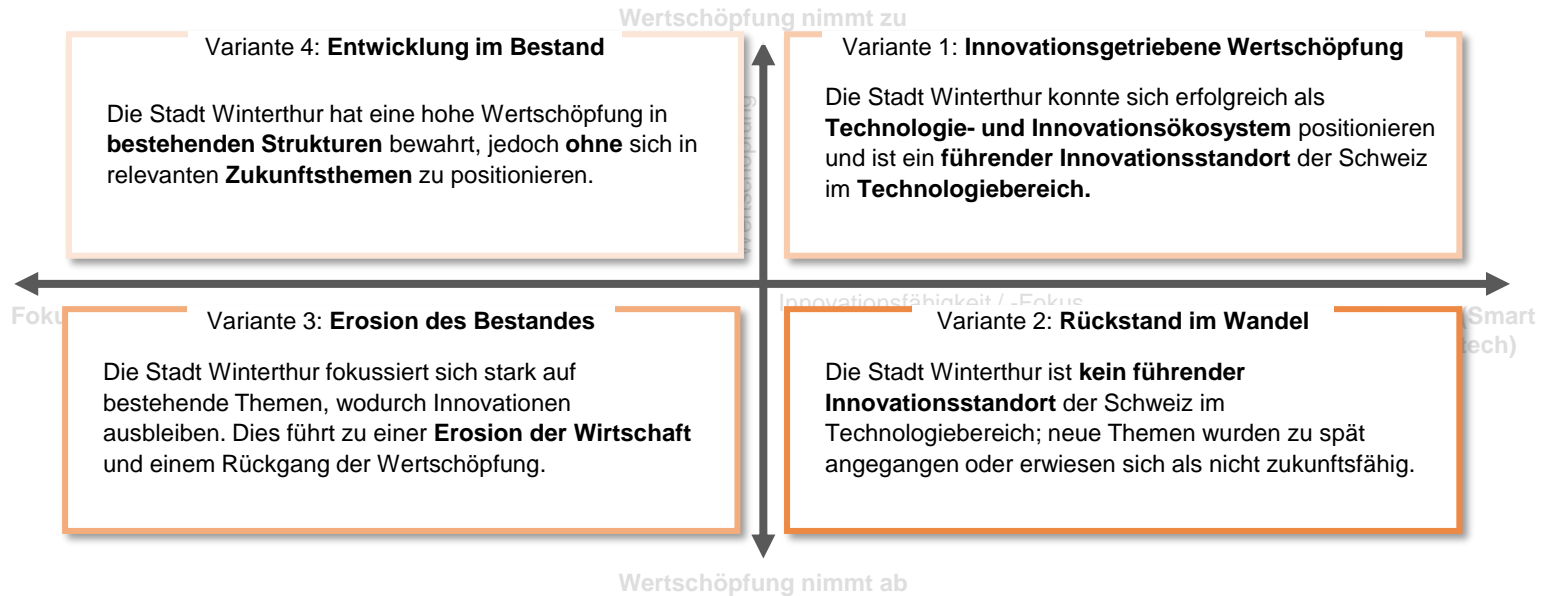 Wertschöpfung nimmt zu
Variante 4: Entwicklung im Bestand
Die Stadt Winterthur hat eine hohe Wertschöpfung in
bestehenden Strukturen bewahrt, jedoch ohne sich in
relevanten Zukunftsthemen zu positionieren.
Variante 1: Innovationsgetriebene Wertschöpfung
Die Stadt Winterthur konnte sich erfolgreich als
Technologie- und Innovationsökosystem positionieren
und ist ein führender Innovationsstandort der Schweiz
im Technologiebereich.
Wertschöpfung
Innovationsfähigkeit / -Fokus
(Smart
tech)
Variante 3: Erosion des Bestandes
Die Stadt Winterthur fokussiert sich stark auf
bestehende Themen, wodurch Innovationen
ausbleiben. Dies führt zu einer Erosion der Wirtschaft
und einem Rückgang der Wertschöpfung.
Variante 2: Rückstand im Wandel
Die Stadt Winterthur ist kein führender
Innovationsstandort der Schweiz im
Technologiebereich; neue Themen wurden zu spät
angegangen oder erwiesen sich als nicht zukunftsfähig.
Wertschöpfung nimmt ab